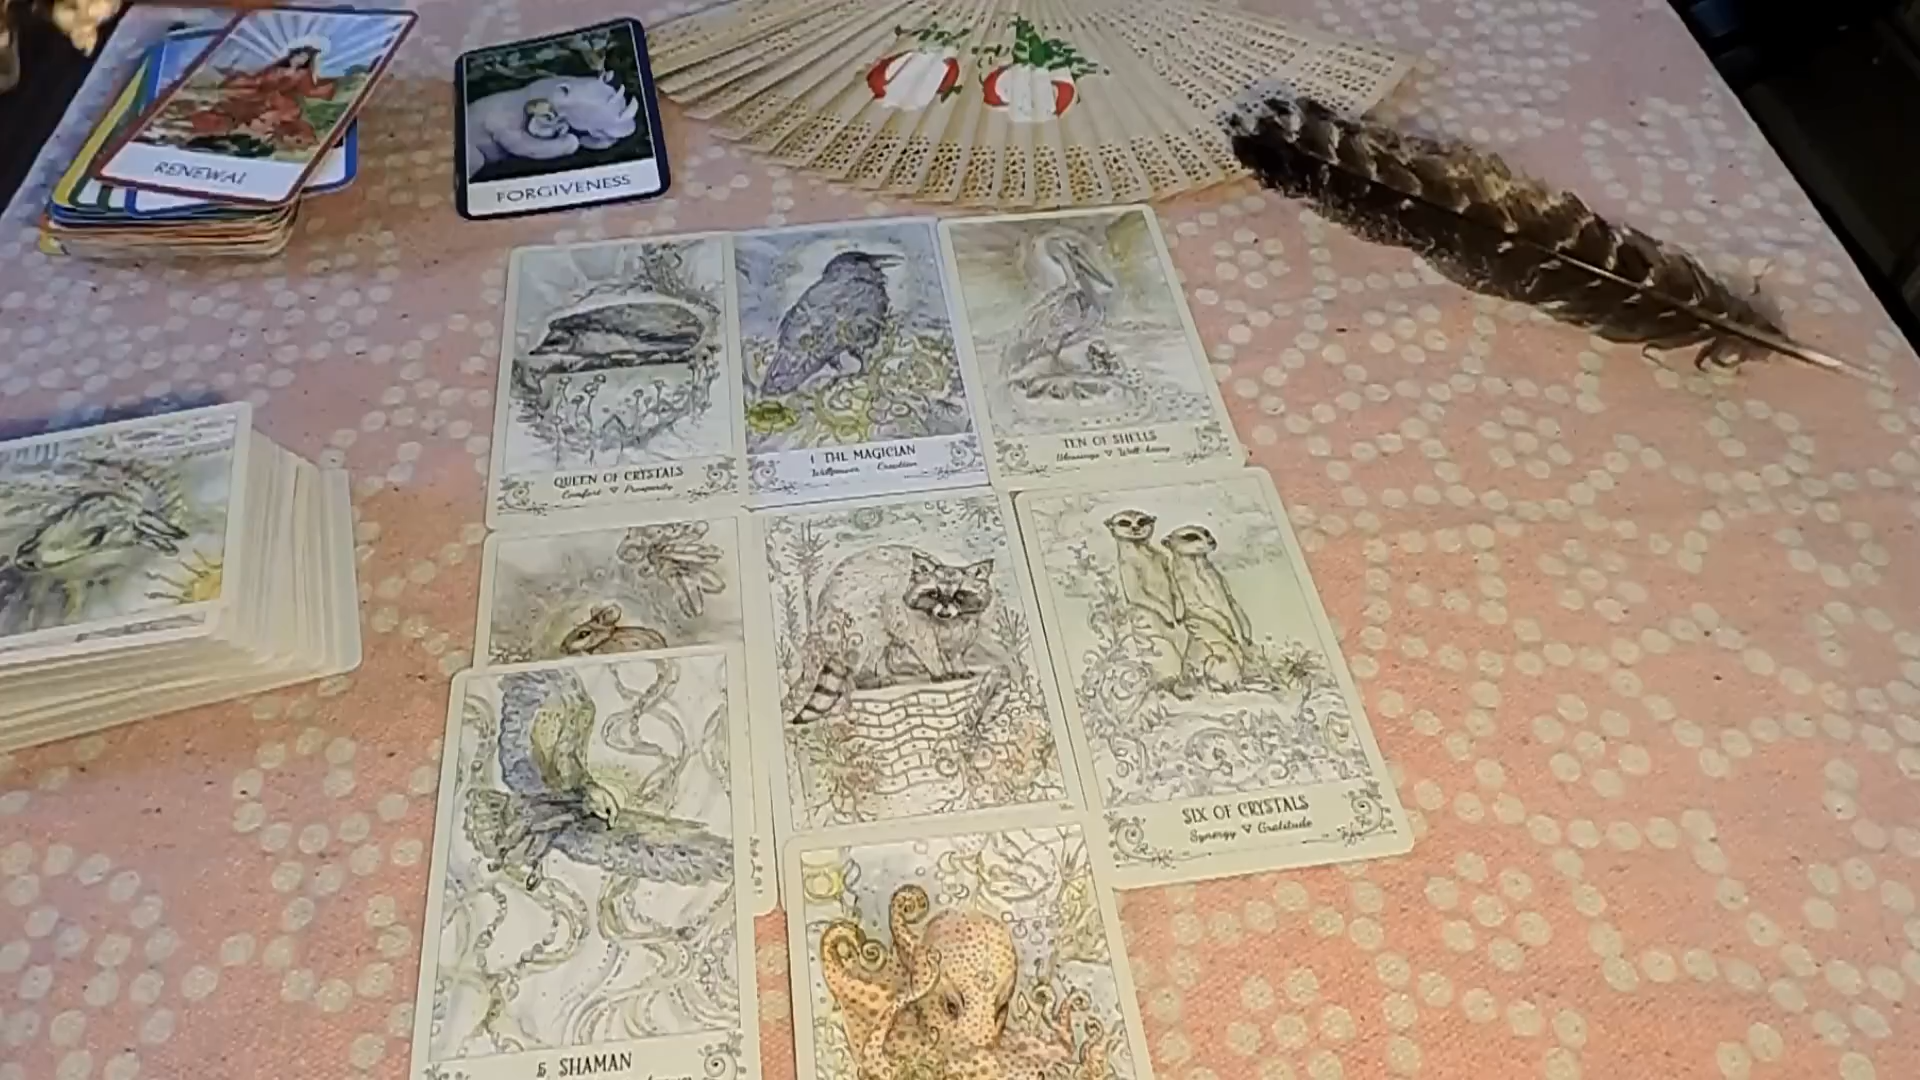 RENEWAL
FORGIVENESS
QUEEN OF CRYSTALS
Comfort Prosperity
1 THE MAGICIAN
Willpower Creation
TEN OF SHELLS
Blessings Well-being
SIX OF CRYSTALS
Synergy Gratitude
5 SHAMAN